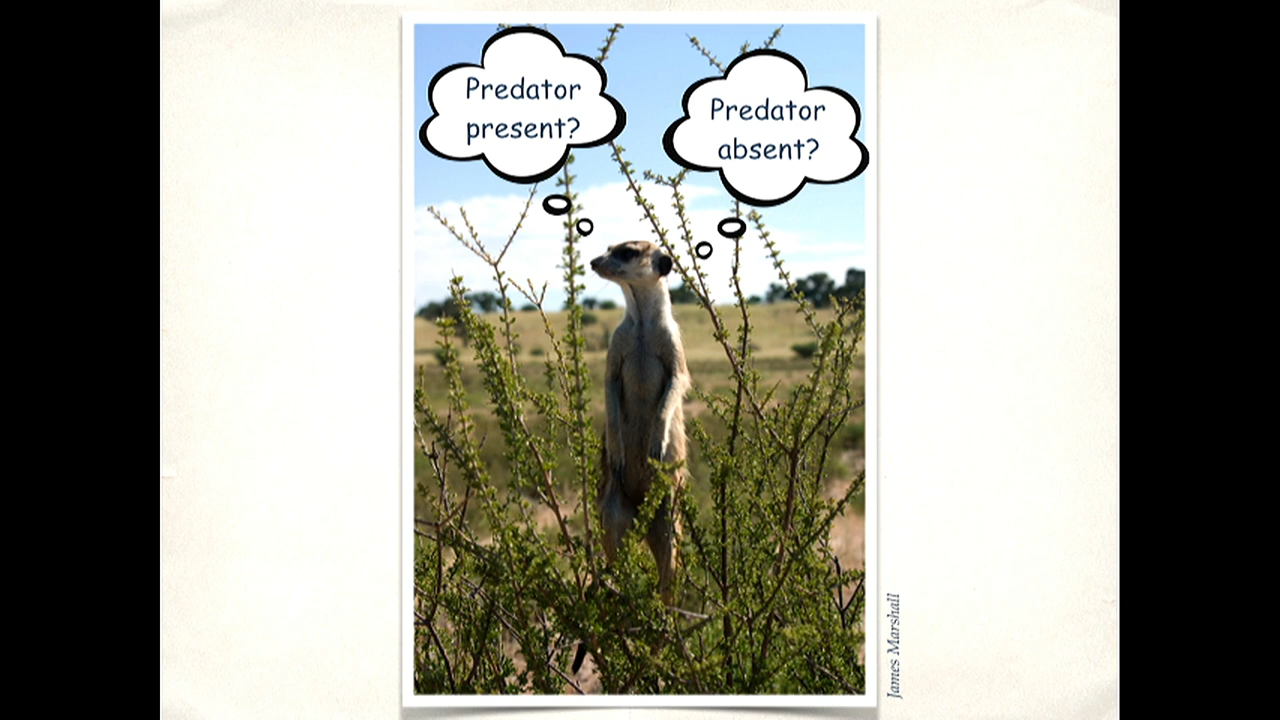 Predator
present?
Predator
absent?
James Marshall